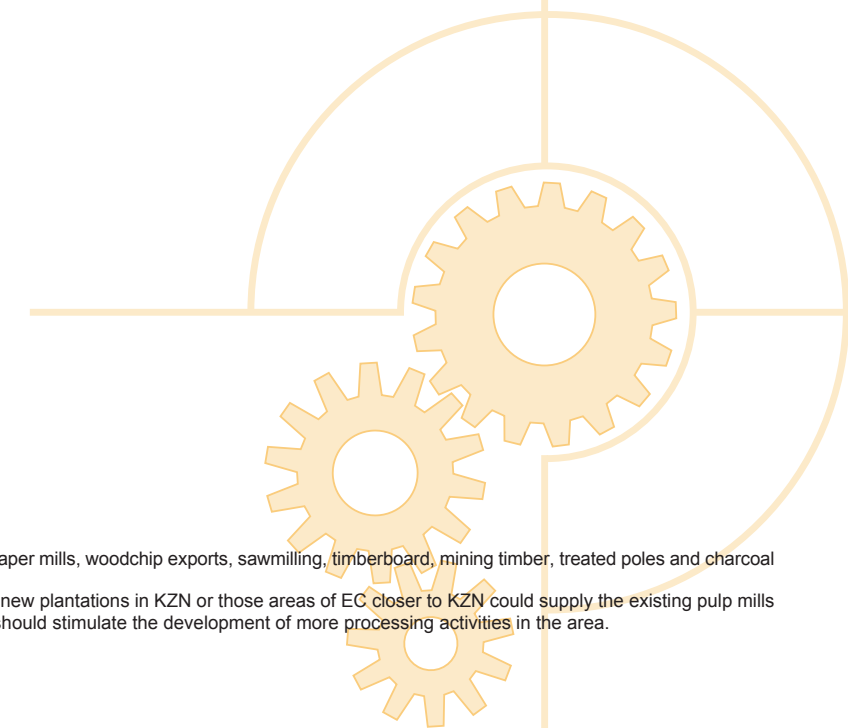 aper mills, woodchip exports, sawmilling, timberboard, mining timber, treated poles and charcoal
new plantations in KZN or those areas of EC closer to KZN could supply the existing pulp mills
should stimulate the development of more processing activities in the area.